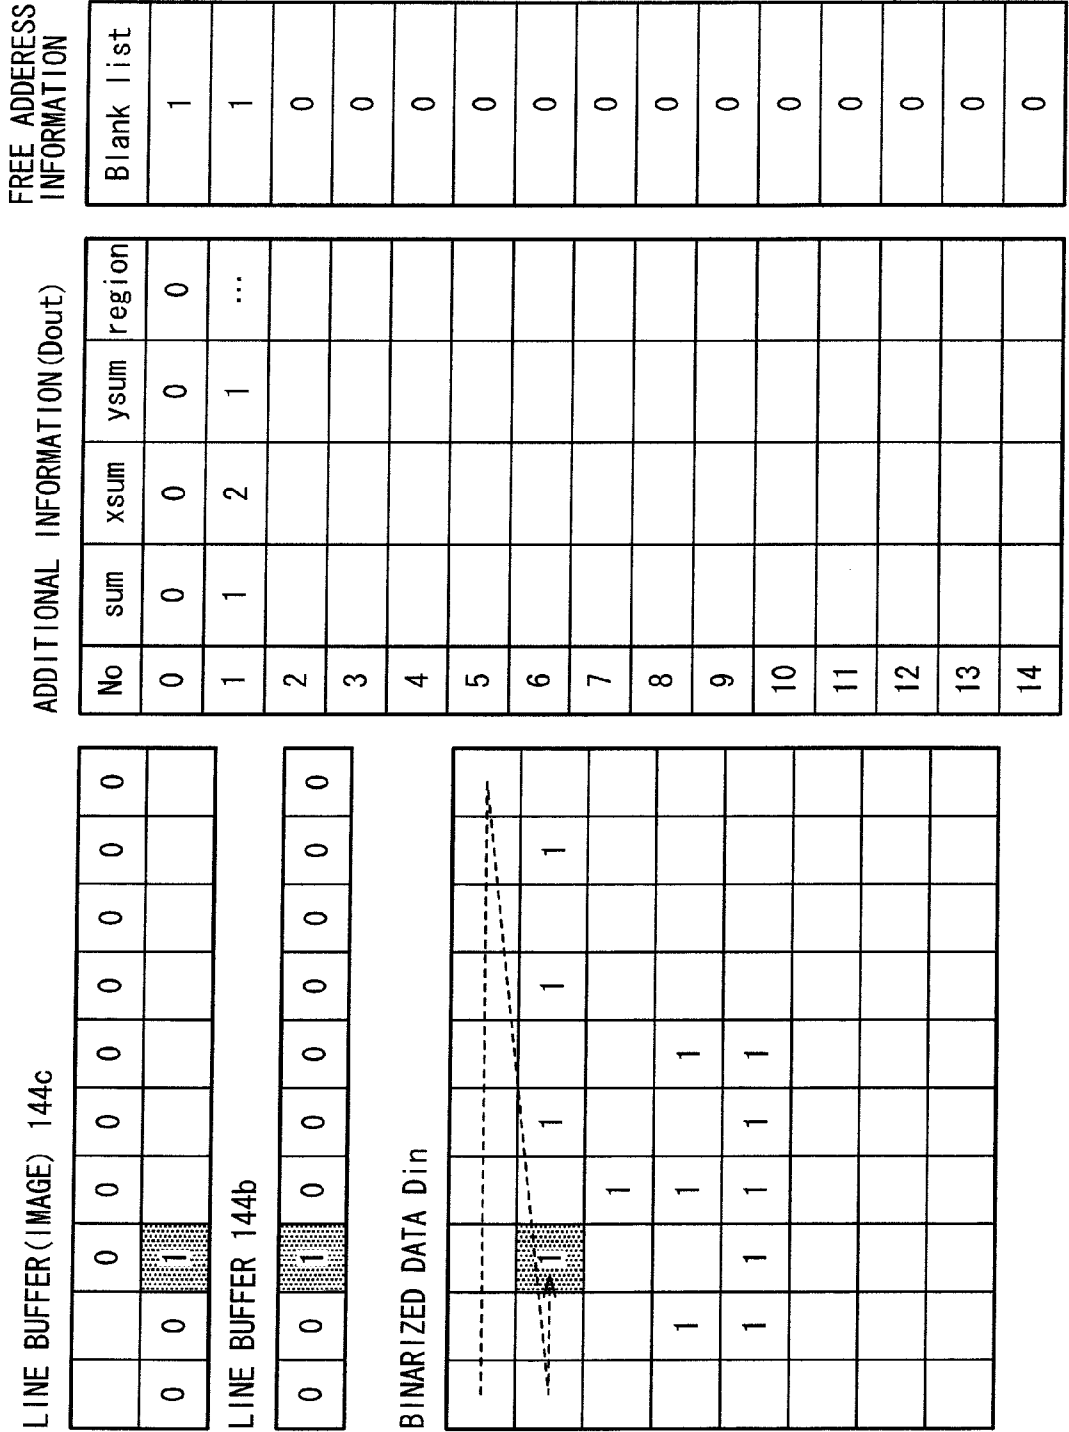 LINE BUFFER(IMAGE) 144c
0 0 0 0 0 0 0 0
0 0 1
LINE BUFFER 144b
0 0 1 0 0 0 0 0 0 0
BINARIZED DATA Din
1 1 1 1
1
1 1 1
1 1 1 1 1
ADDITIONAL INFORMATION(Dout)
No sum xsum ysum region
0 0 0 0 0
1 1 2 1 ...
2
3
4
5
6
7
8
9
10
11
12
13
14
FREE ADDERESS
INFORMATION
Blank list
1
1
0
0
0
0
0
0
0
0
0
0
0
0
0